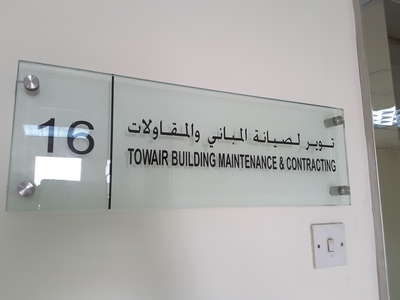 16
توير لصيانة المباني والمقاولات
TOWAIR BUILDING MAINTENANCE & CONTRACTING